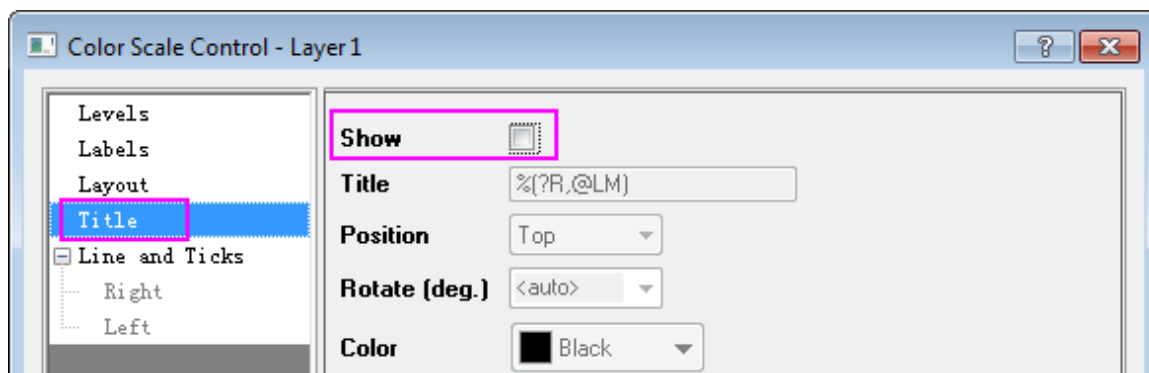 Color Scale Control - Layer 1
?
Levels
Labels
Layout
Title
Line and Ticks
Right
Left
Show
Title %(?R,@LM)
Position Top
Rotate (deg.) <auto>
Color Black